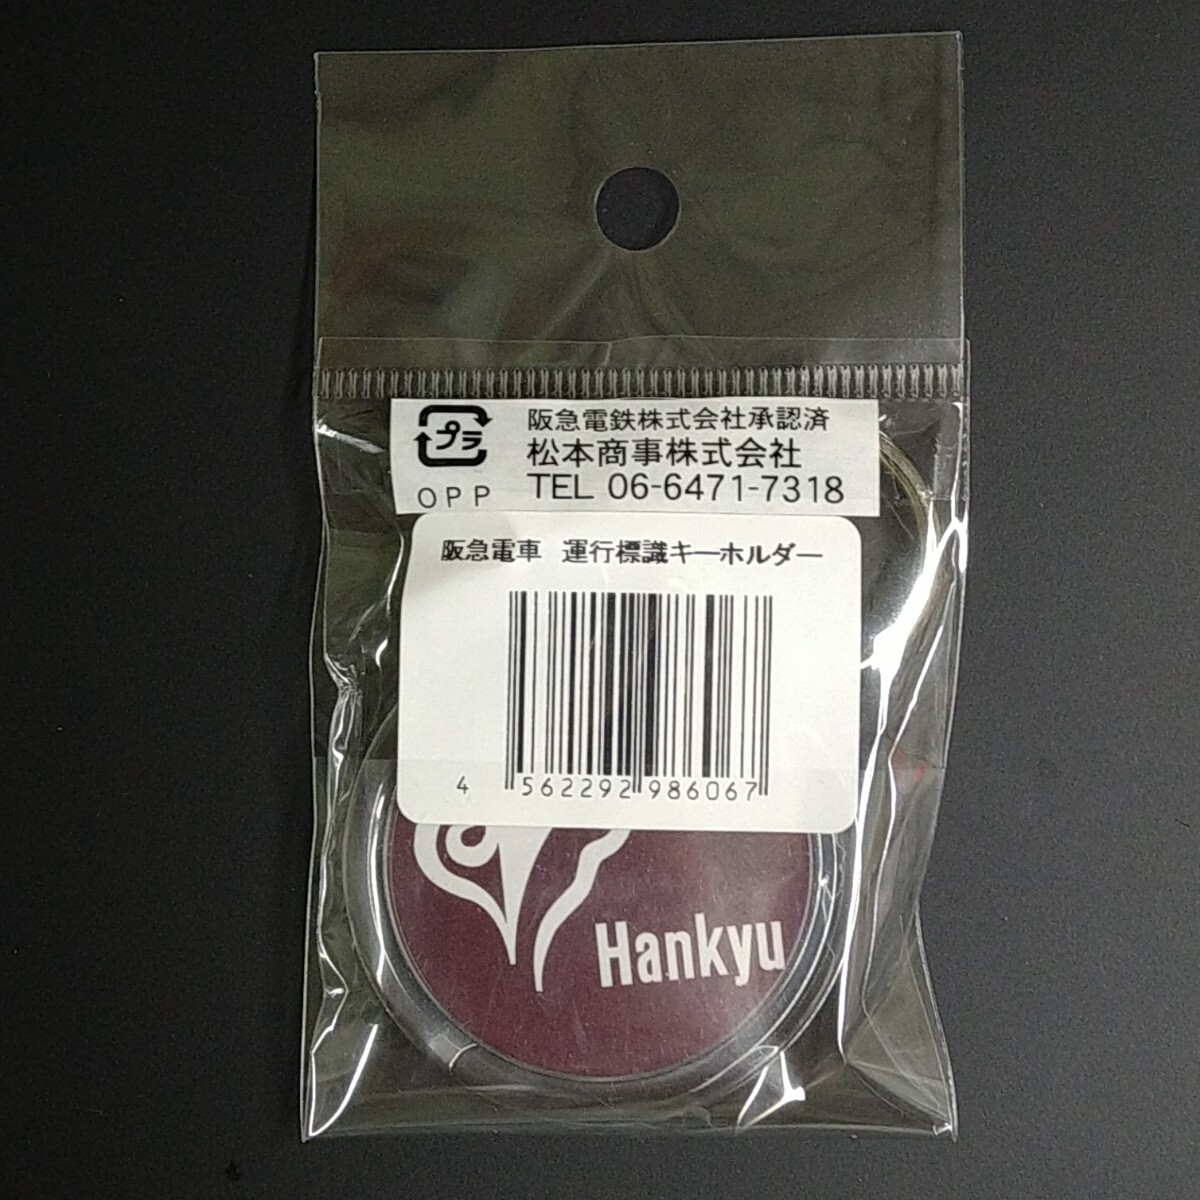 プラ
OPP
阪急電鉄株式会社承認済
松本商事株式会社
TEL 06-6471-7318
阪急電車 運行標識キーホルダー
4 562292 986067
Hankyu